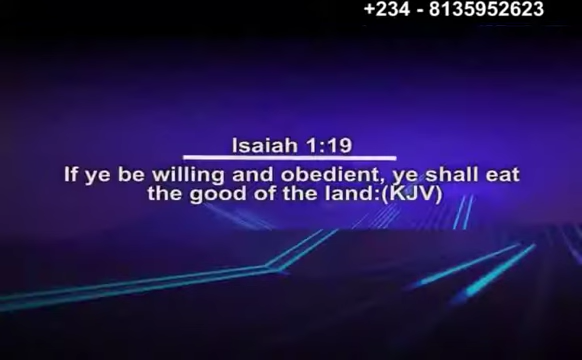 +234 - 8135952623
Isaiah 1:19
If ye be willing and obedient, ye shall eat
the good of the land:(KJV)